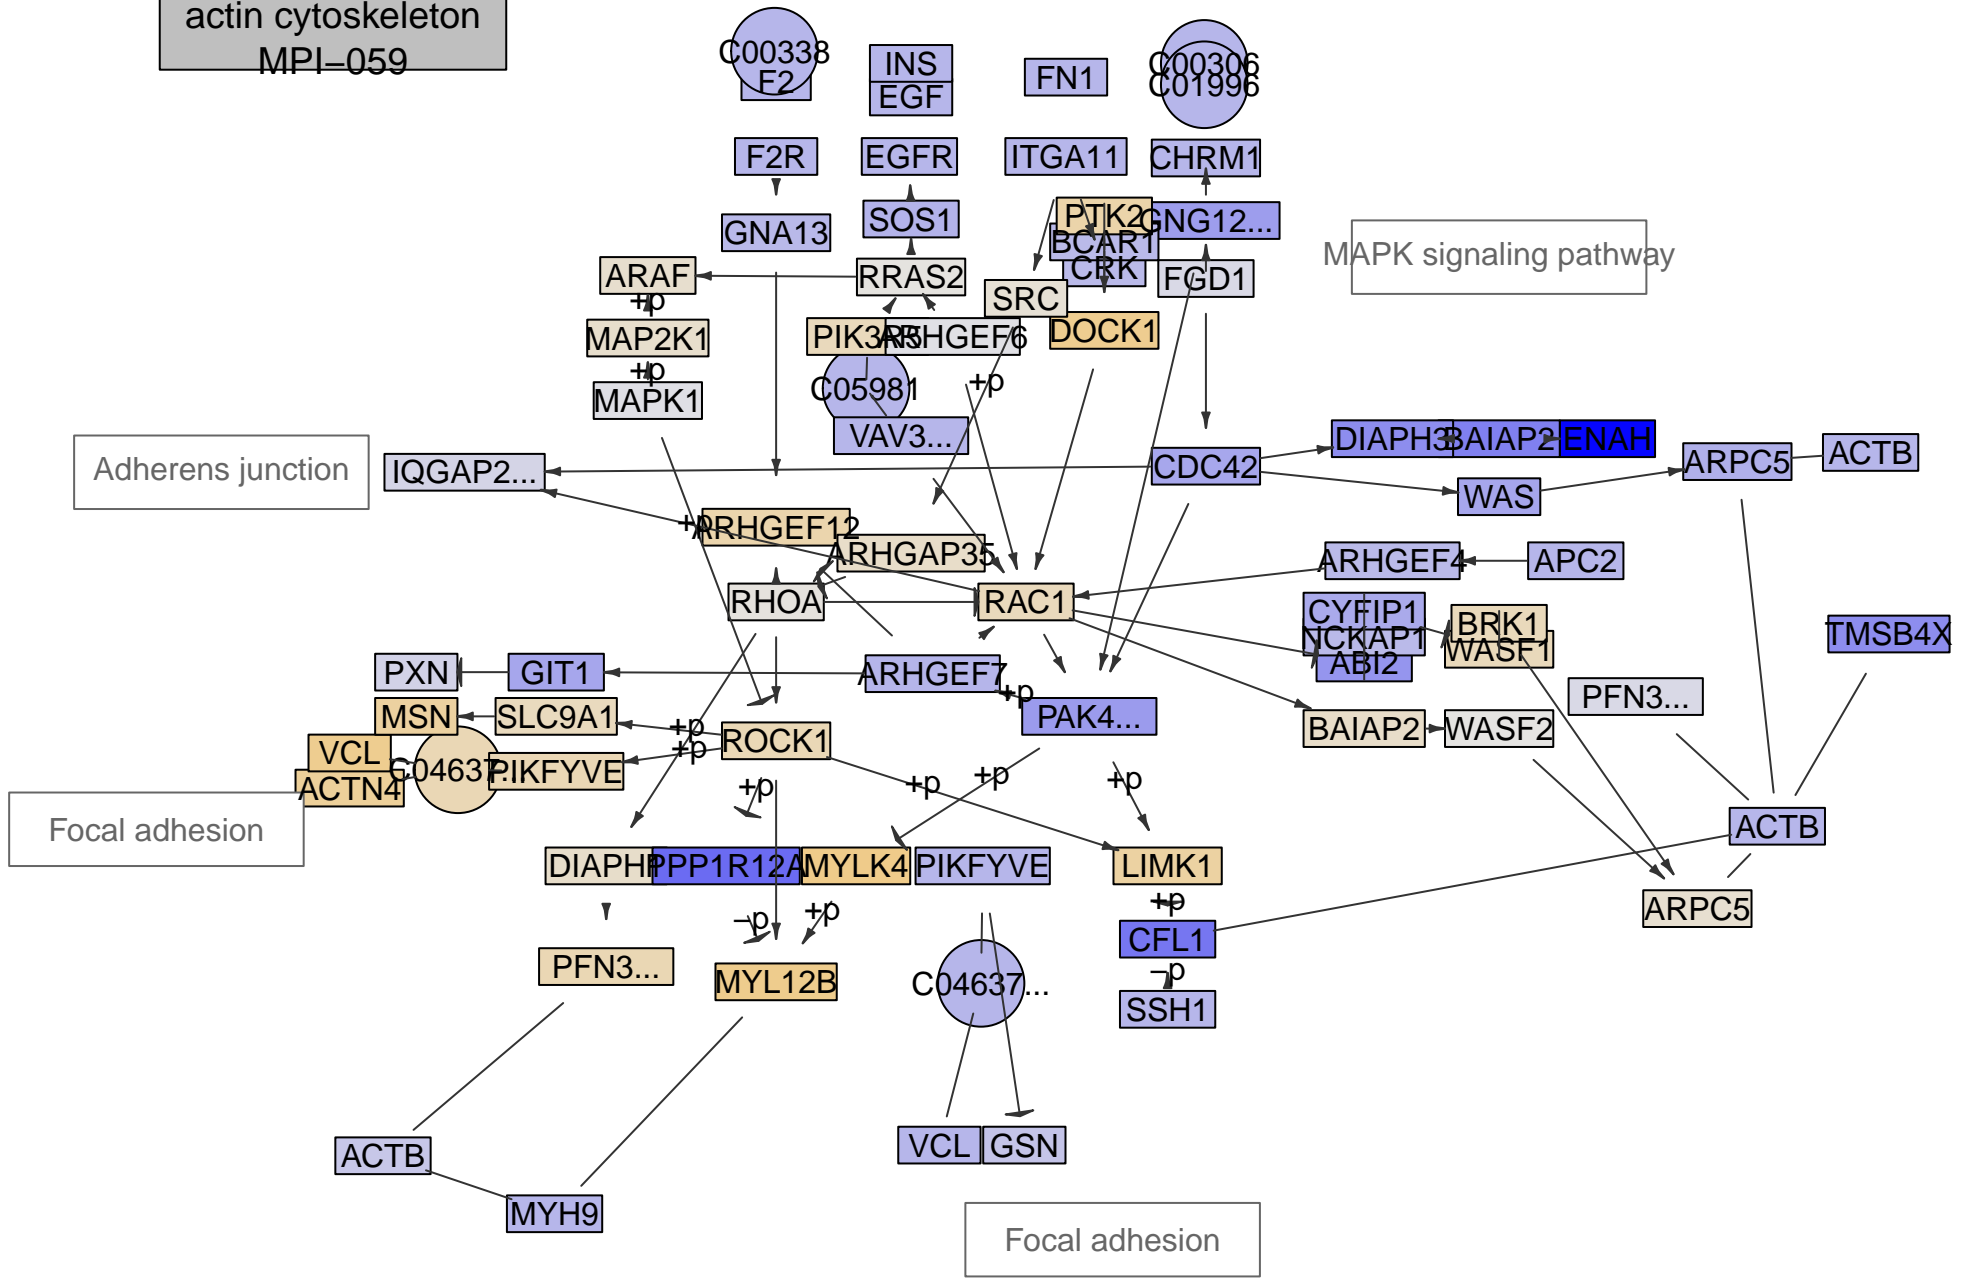 actin cytoskeleton
MPI−059
C00338
F2
INS
EGF
FN1
C00306
C01996
F2R
EGFR
ITGA11
CHRM1
GNA13
SOS1
PTK2
GNG12...
BCAR1
CRK
FGD1
MAPK signaling pathway
ARAF
RRAS2
SRC
+p
MAP2K1
ARHGEF6
DOCK1
+p
MAPK1
C05981
+p
VAV3...
Adherens junction
IQGAP2...
CDC42
DIAPH3
BAIAP2
ENAH
ARPC5
ACTB
WAS
+p
ARHGEF12
ARHGAP35
ARHGEF4
APC2
RHOA
RAC1
CYFIP1
NCKAP1
ABI2
BRK1
WASF1
TMSB4X
PXN
GIT1
ARHGEF7
+p
PAK4...
PFN3...
MSN
SLC9A1
+p
ROCK1
BAIAP2
WASF2
VCL
ACTN4
C04637...
PIKFYVE
+p
+p
+p
+p
+p
Focal adhesion
ACTB
DIAPH
PPP1R12A
MYLK4
PIKFYVE
LIMK1
−p
+p
+p
ARPC5
CFL1
PFN3...
MYL12B
C04637...
−p
SSH1
ACTB
VCL
GSN
MYH9
Focal adhesion